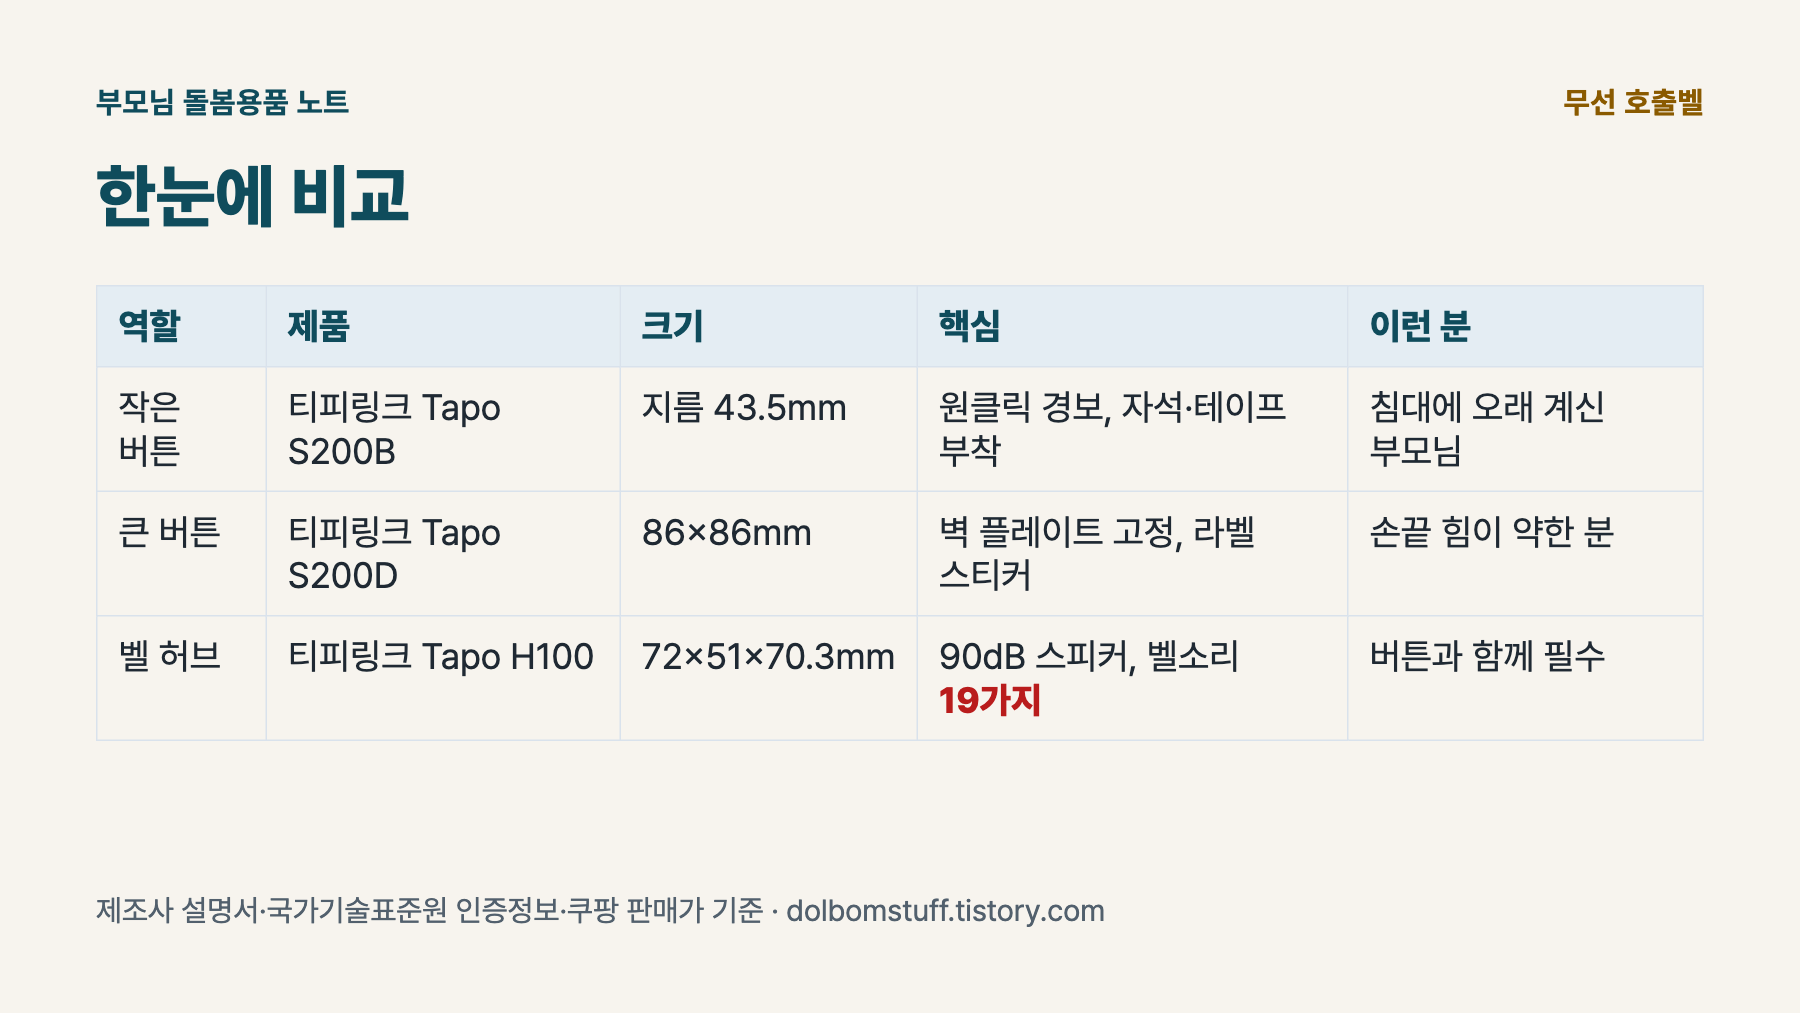 부모님 돌봄용품 노트
무선 호출벨
한눈에 비교
역할 제품 크기 핵심 이런 분
작은 버튼 티피링크 Tapo S200B 지름 43.5mm 원클릭 경보, 자석·테이프 부착 침대에 오래 계신 부모님
큰 버튼 티피링크 Tapo S200D 86×86mm 벽 플레이트 고정, 라벨 스티커 손끝 힘이 약한 분
벨 허브 티피링크 Tapo H100 72×51×70.3mm 90dB 스피커, 벨소리 19가지 버튼과 함께 필수
제조사 설명서·국가기술표준원 인증정보·쿠팡 판매가 기준 · dolbomstuff.tistory.com